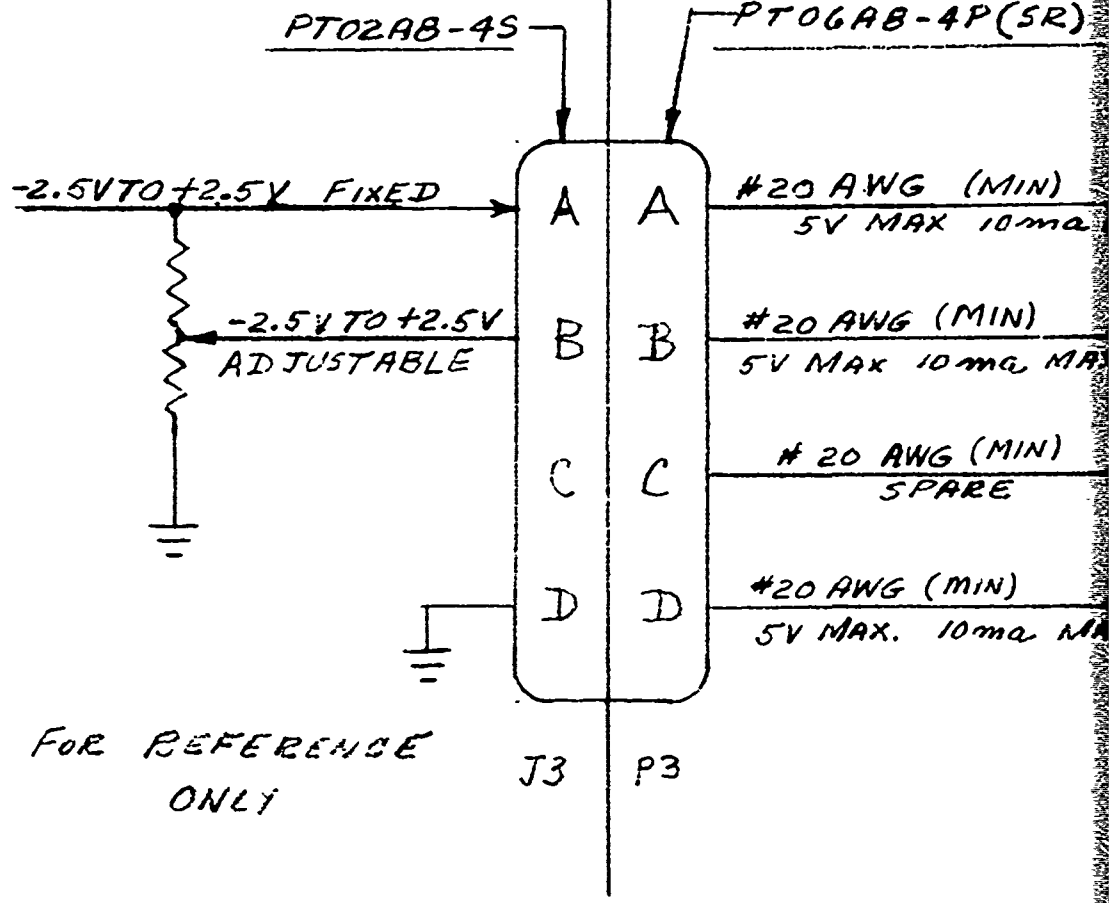 PT02A8-4S
PT06A8-4P(SR)
-2.5V TO +2.5V FIXED
A
A
#20 AWG (MIN)
5V MAX 10ma
-2.5V TO +2.5V
ADJUSTABLE
B
B
#20 AWG (MIN)
5V MAX 10ma MA
C
C
#20 AWG (MIN)
SPARE
D
D
#20 AWG (MIN)
5V MAX. 10ma MA
FOR REFERENCE
ONLY
J3
P3